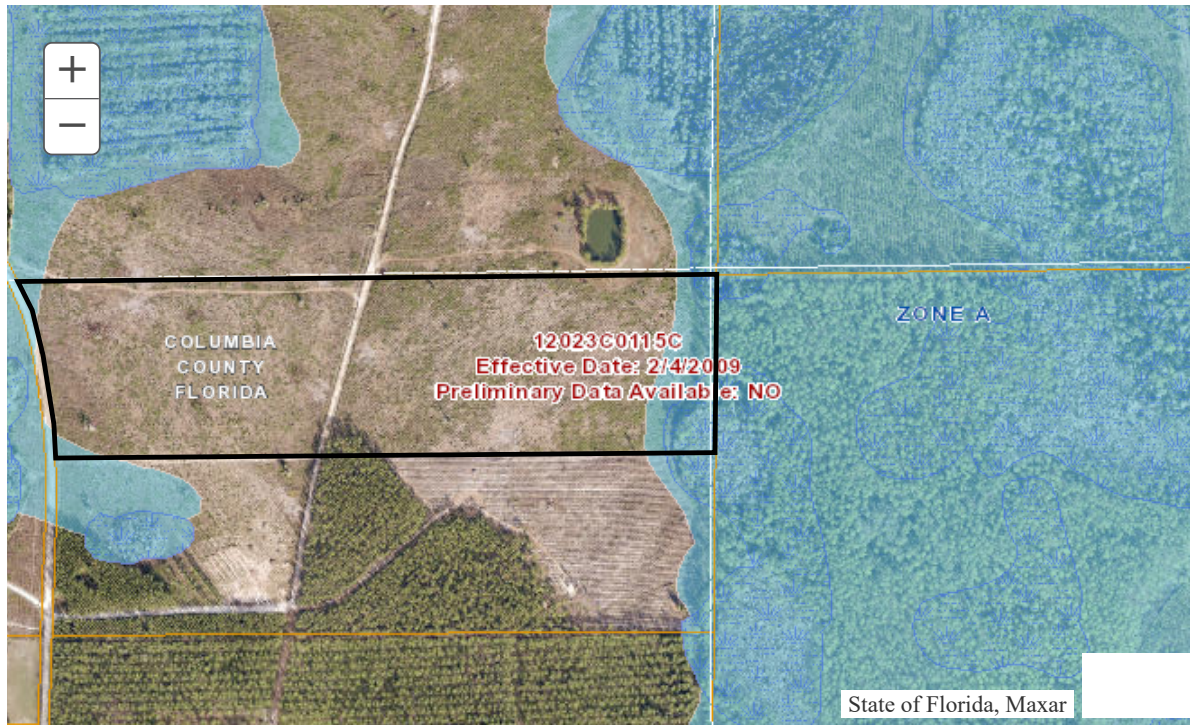 +
−
ZONE A
COLUMBIA
COUNTY
FLORIDA
12023C0115C
Effective Date: 2/4/2009
Preliminary Data Available: NO
State of Florida, Maxar